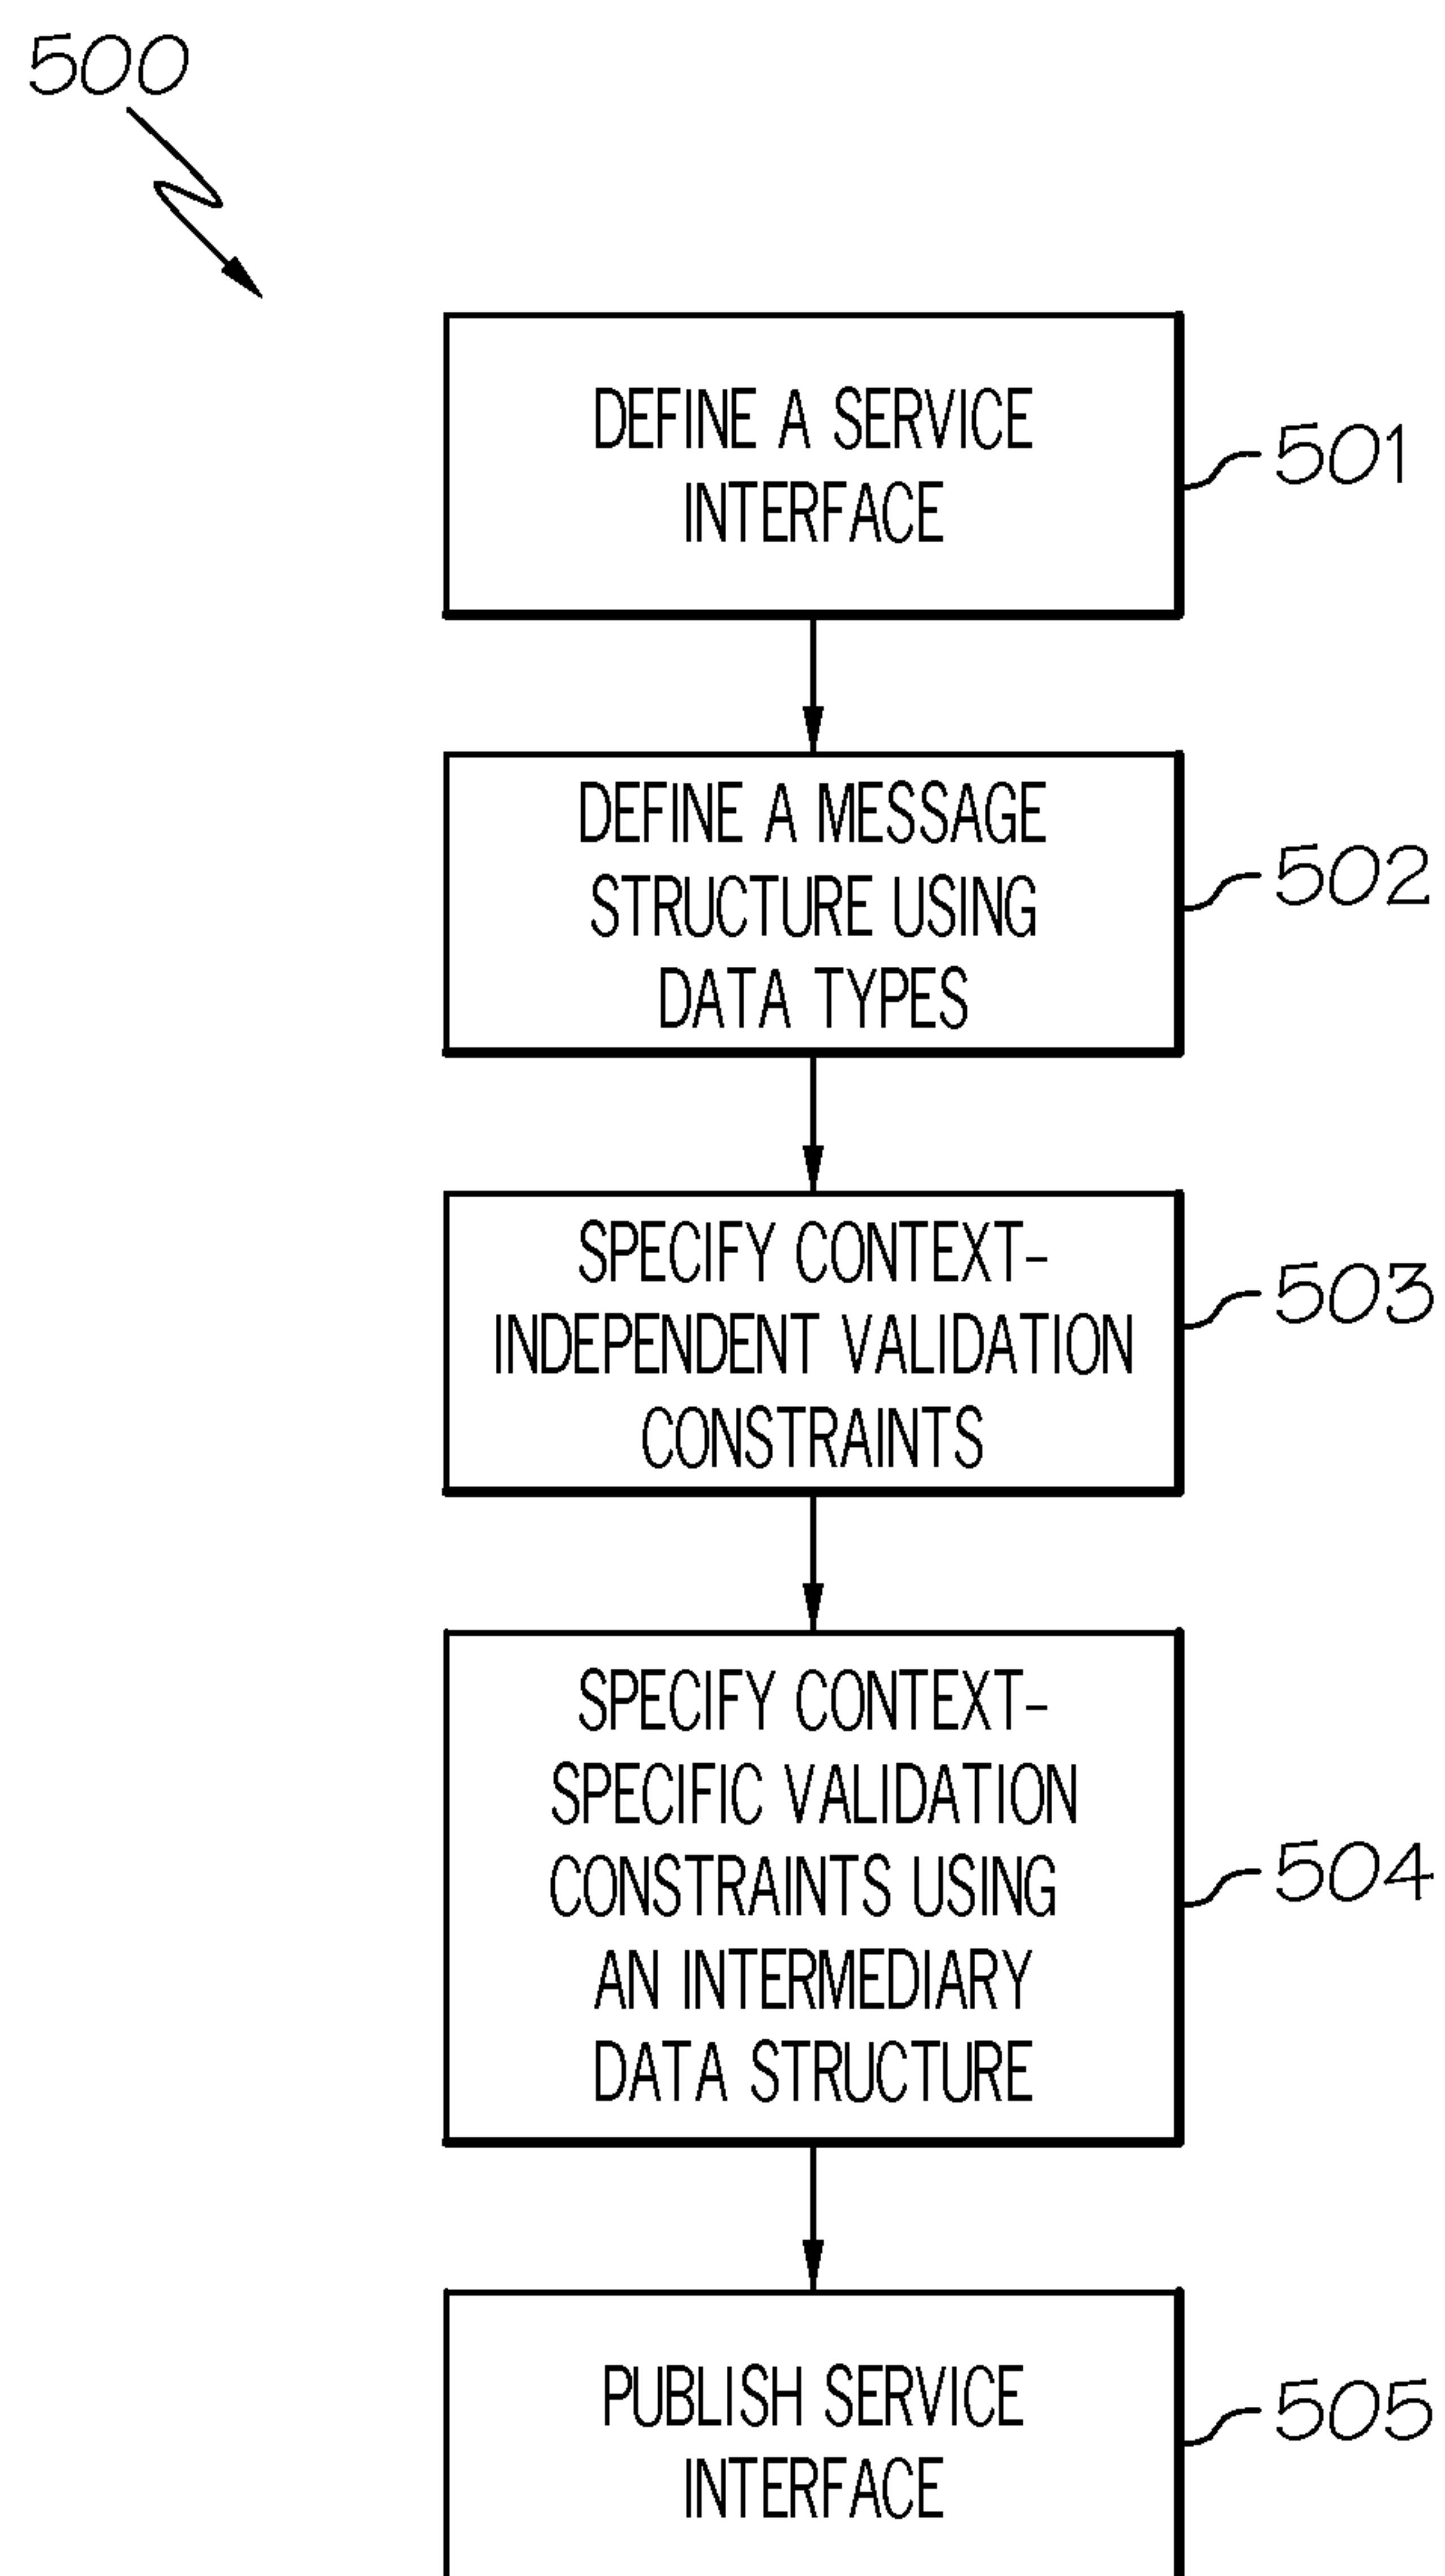 500
DEFINE A SERVICE
INTERFACE
501
DEFINE A MESSAGE
STRUCTURE USING
DATA TYPES
502
SPECIFY CONTEXT-
INDEPENDENT VALIDATION
CONSTRAINTS
503
SPECIFY CONTEXT-
SPECIFIC VALIDATION
CONSTRAINTS USING
AN INTERMEDIARY
DATA STRUCTURE
504
PUBLISH SERVICE
INTERFACE
505